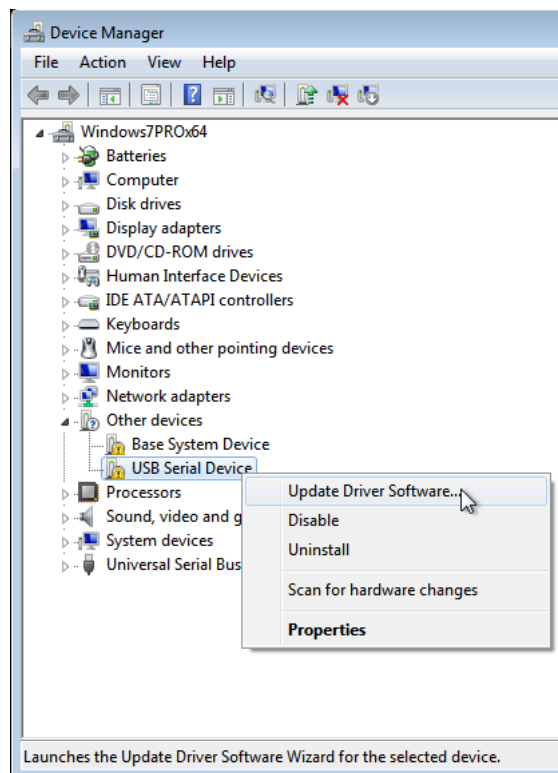 Device Manager
File Action View Help
Windows7PROx64
Batteries
Computer
Disk drives
Display adapters
DVD/CD-ROM drives
Human Interface Devices
IDE ATA/ATAPI controllers
Keyboards
Mice and other pointing devices
Monitors
Network adapters
Other devices
Base System Device
USB Serial Device
Processors
Sound, video and g
System devices
Universal Serial Bus
Update Driver Software...
Disable
Uninstall
Scan for hardware changes
Properties
Launches the Update Driver Software Wizard for the selected device.